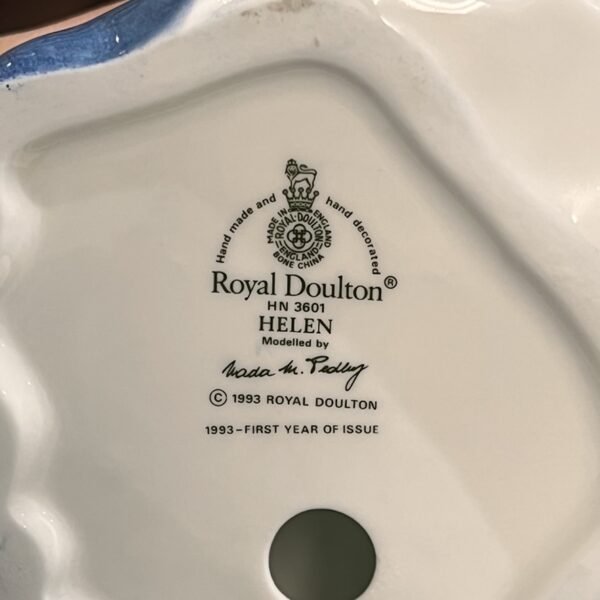 Hand made and hand decorated
MADE IN ENGLAND
ROYAL DOULTON
ENGLAND
BONE CHINA
Royal Doulton®
HN 3601
HELEN
Modelled by
Nada M. Pedley
© 1993 ROYAL DOULTON
1993-FIRST YEAR OF ISSUE